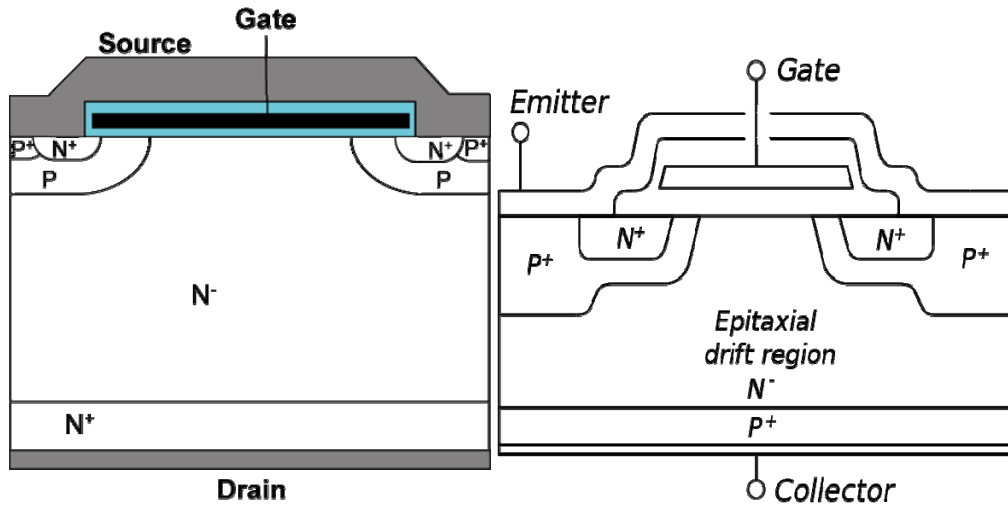 Gate
Source
P⁺ N⁺ N⁺ P⁺
P P
N⁻
N⁺
Drain
Gate
Emitter
N⁺ N⁺
P⁺ P⁺
Epitaxial
drift region
N⁻
P⁺
Collector